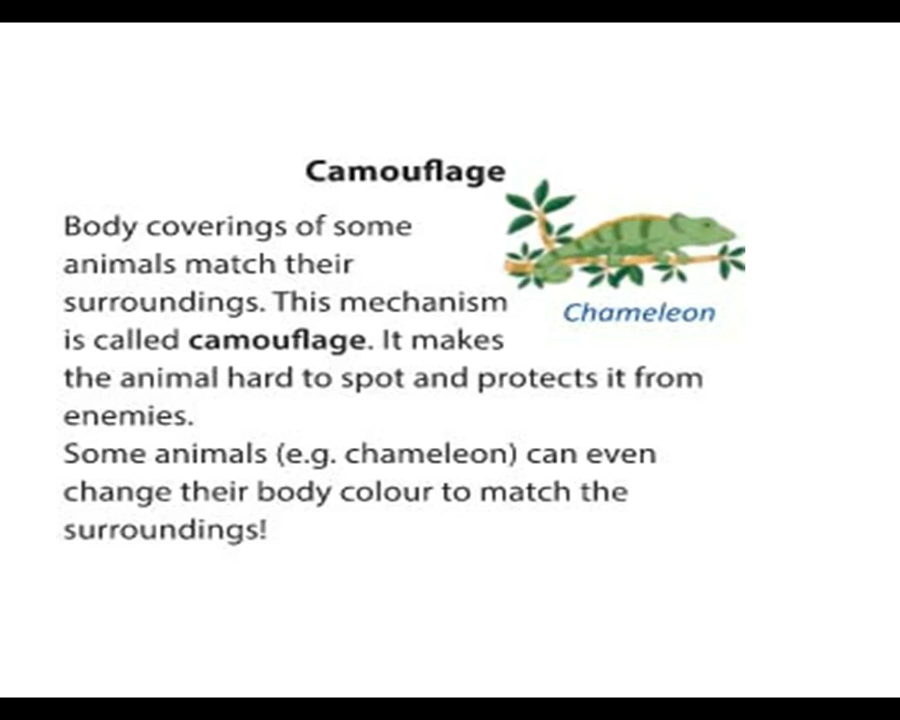 Camouflage
Body coverings of some
animals match their
surroundings. This mechanism
is called camouflage. It makes
the animal hard to spot and protects it from
enemies.
Some animals (e.g. chameleon) can even
change their body colour to match the
surroundings!
Chameleon